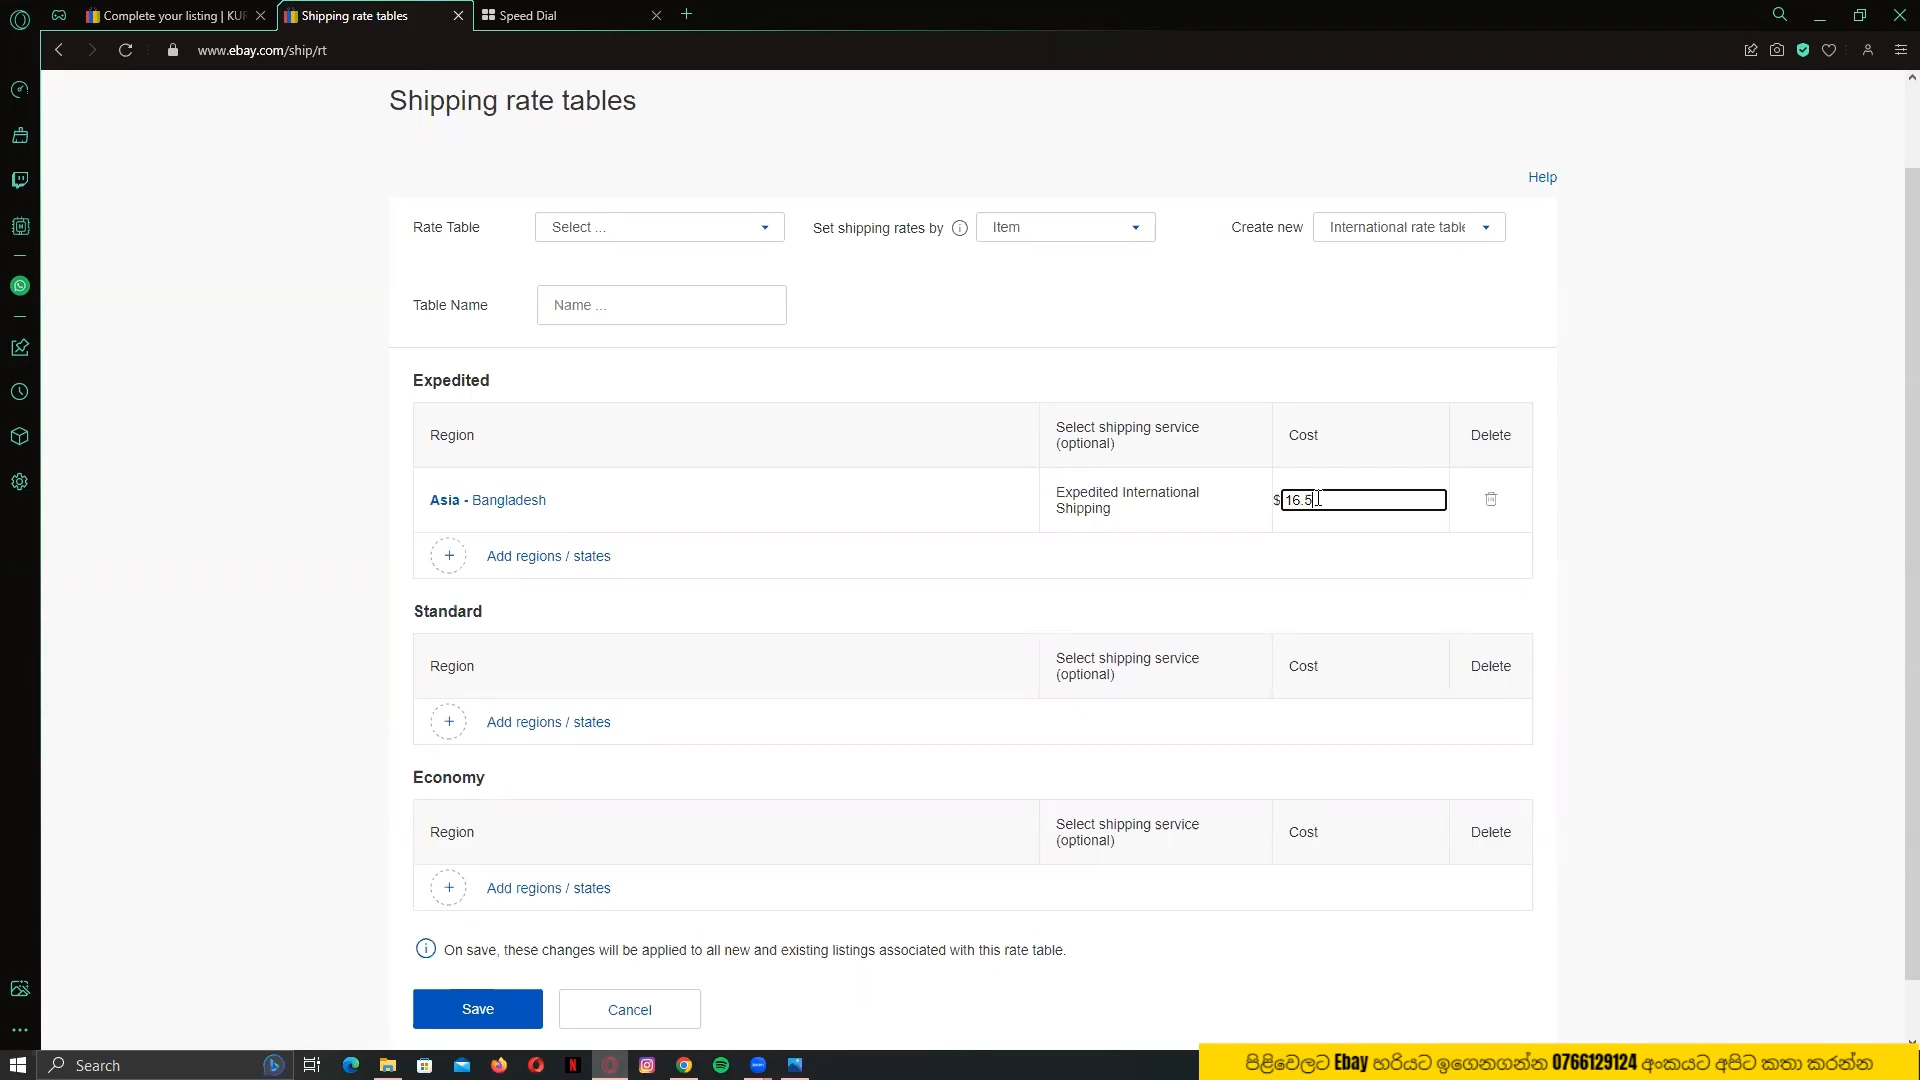 Complete your listing | KUR
Shipping rate tables
Speed Dial
www.ebay.com/ship/rt
Shipping rate tables
Help
Rate Table
Select ...
Set shipping rates by
Item
Create new
International rate table
Table Name
Name ...
Expedited
Region
Select shipping service (optional)
Cost
Delete
Asia - Bangladesh
Expedited International Shipping
$ 16.5
Add regions / states
Standard
Region
Select shipping service (optional)
Cost
Delete
Add regions / states
Economy
Region
Select shipping service (optional)
Cost
Delete
Add regions / states
On save, these changes will be applied to all new and existing listings associated with this rate table.
Save
Cancel
Search
පිළිවෙලට Ebay හරියට ඉගෙනගන්න 0766129124 අංකයට අපිට කතා කරන්න